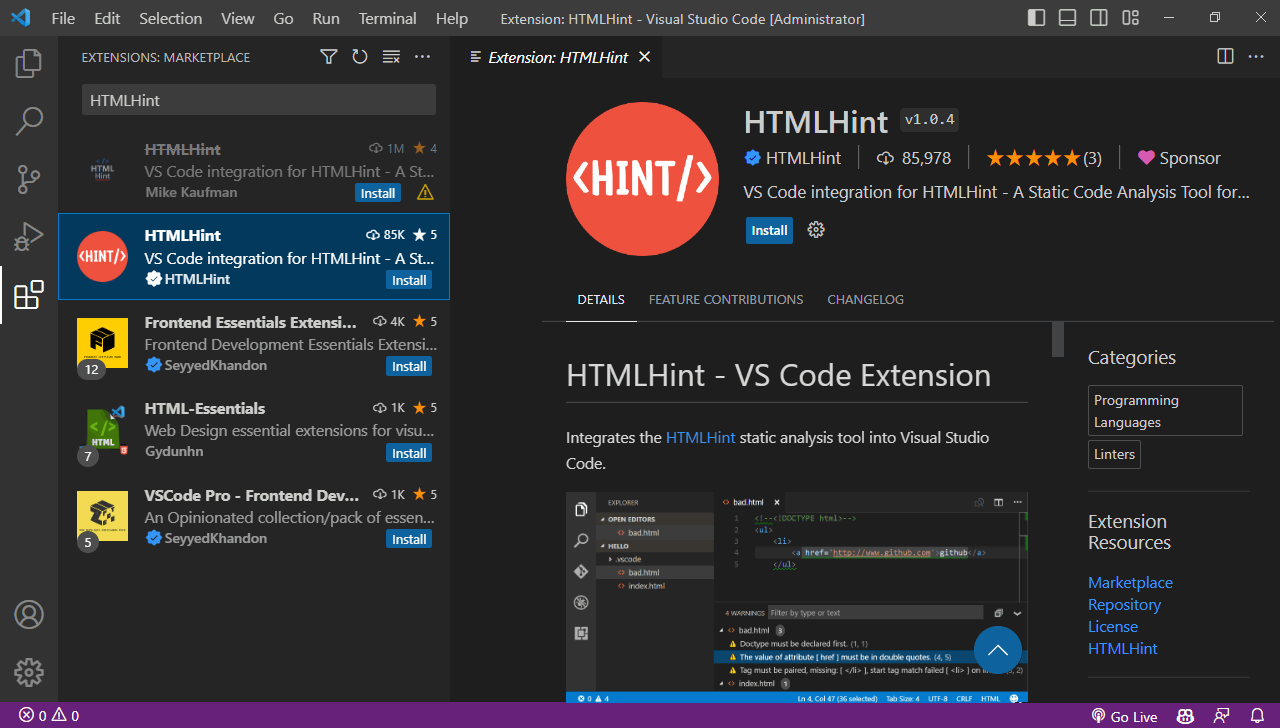 File Edit Selection View Go Run Terminal Help Extension: HTMLHint - Visual Studio Code [Administrator]
EXTENSIONS: MARKETPLACE
HTMLHint
HTML
Hint
HTMLHint 1M 4
VS Code integration for HTMLHint - A St...
Mike Kaufman Install
<HINT/>
HTMLHint 85K 5
VS Code integration for HTMLHint - A St...
HTMLHint Install
Frontend Essentials Extensi... 4K 5
Frontend Development Essentials Extensi...
12 SeyyedKhandon Install
HTML
HTML-Essentials 1K 5
Web Design essential extensions for visu...
7 Gydunhn Install
VSCode Pro - Frontend Dev... 1K 5
An Opinionated collection/pack of essen...
5 SeyyedKhandon Install
Extension: HTMLHint
<HINT/>
HTMLHint v1.0.4
HTMLHint 85,978 (3) Sponsor
VS Code integration for HTMLHint - A Static Code Analysis Tool for...
Install
DETAILS FEATURE CONTRIBUTIONS CHANGELOG
HTMLHint - VS Code Extension
Integrates the HTMLHint static analysis tool into Visual Studio
Code.
EXPLORER
OPEN EDITORS
bad.html
HELLO
.vscode
bad.html
index.html
bad.html
1 <!--<!DOCTYPE html>-->
2 <ul>
3 <li>
4 <a href='http://www.github.com'>github</a>
5 </ul>
4 WARNINGS Filter by type or text
bad.html 3
Doctype must be declared first. (1, 1)
The value of attribute [ href ] must be in double quotes. (4, 5)
Tag must be paired, missing: [ </li> ], start tag match failed [ <li> ] on 2)
index.html 1
0 4 Ln 4, Col 47 (36 selected) Tab Size: 4 UTF-8 CRLF HTML
Categories
Programming
Languages
Linters
Extension
Resources
Marketplace
Repository
License
HTMLHint
0 0 Go Live